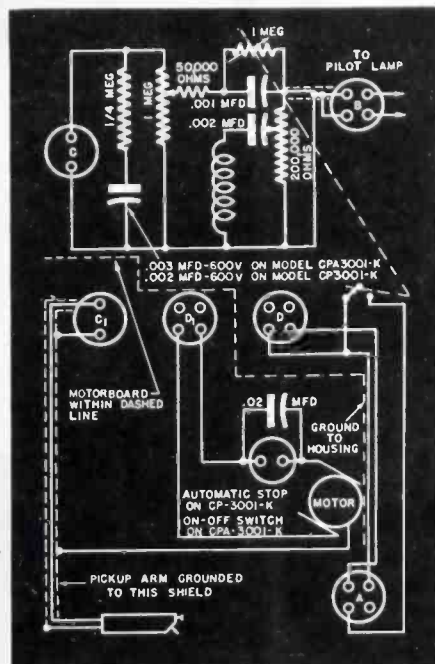 1 MEG
50,000
OHMS
TO
PILOT LAMP
1/4 MEG
1 MEG
.001 MFD
.002 MFD
200,000
OHMS
C
B
.003 MFD-600V ON MODEL CPA3001-K
.002 MFD-600V ON MODEL CP3001-K
C1
D1
D
MOTORBOARD
WITHIN DASHED
LINE
.02 MFD
GROUND
TO
HOUSING
AUTOMATIC STOP
ON CP-3001-K
ON-OFF SWITCH
ON CPA-3001-K
MOTOR
PICKUP ARM GROUNDED
TO THIS SHIELD
A